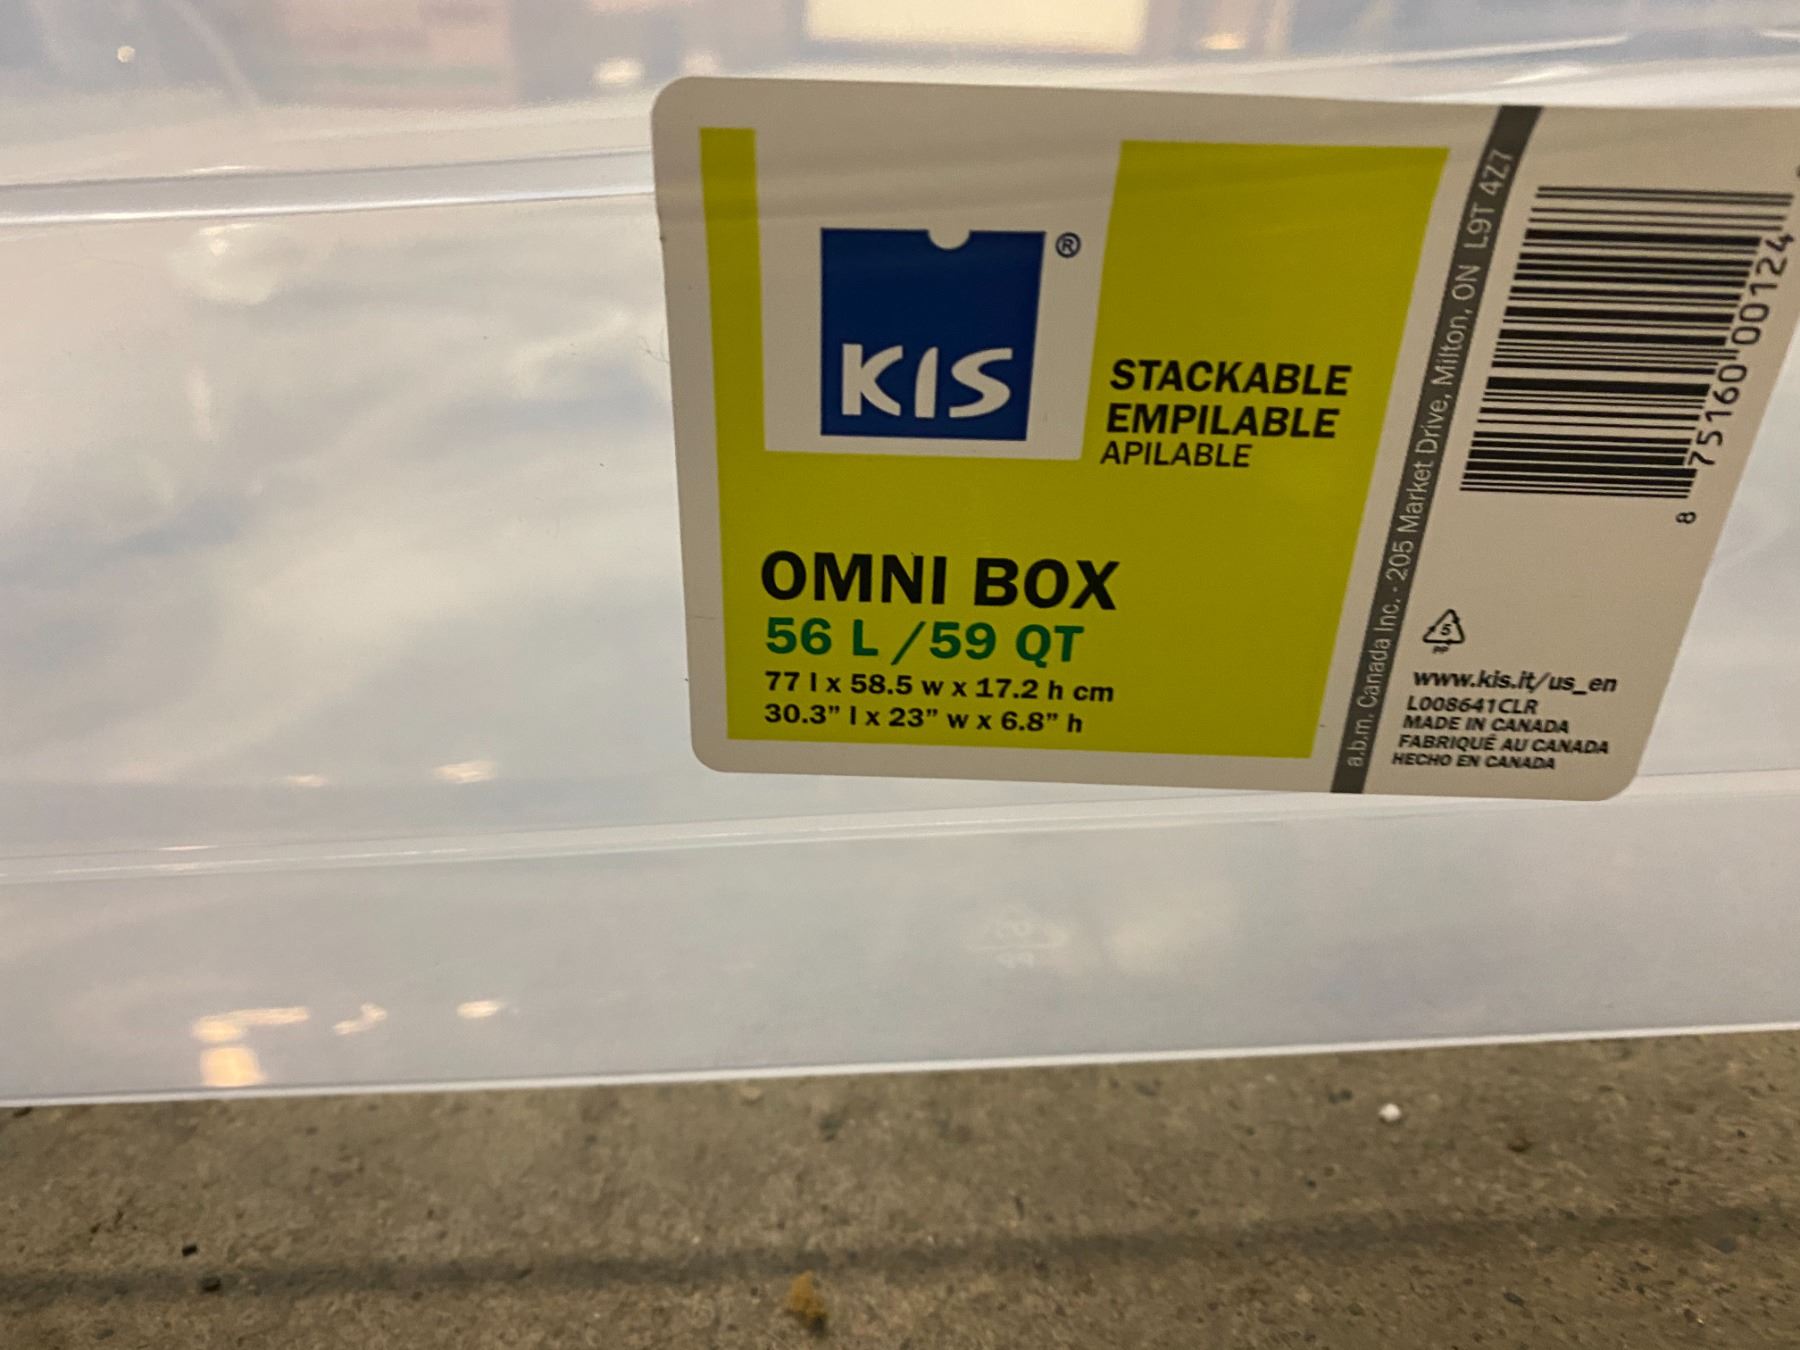 KIS®
STACKABLE
EMPILABLE
APILABLE
OMNI BOX
56 L /59 QT
77 l x 58.5 w x 17.2 h cm
30.3” l x 23” w x 6.8” h
a.b.m. Canada Inc. - 205 Market Drive, Milton, ON L9T 4Z7
8 75160 00124
5
PP
www.kis.it/us_en
L008641CLR
MADE IN CANADA
FABRIQUÉ AU CANADA
HECHO EN CANADA